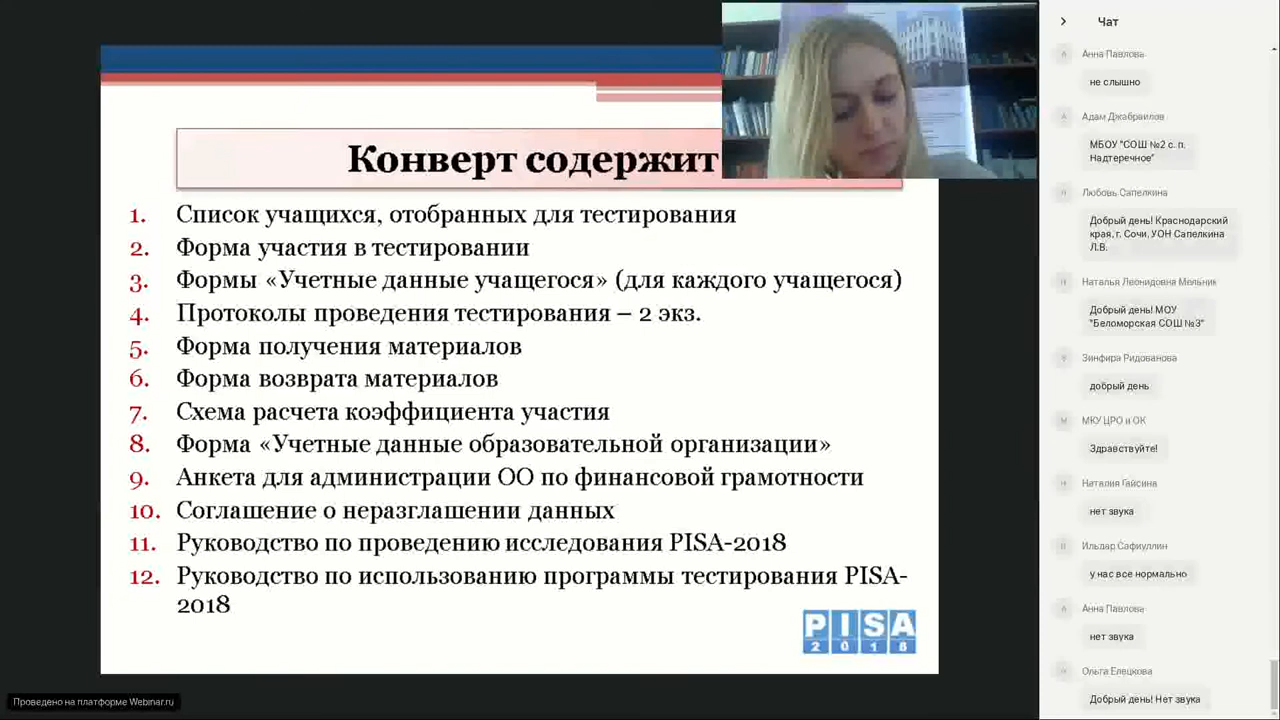 Конверт содержит
1. Список учащихся, отобранных для тестирования
2. Форма участия в тестировании
3. Формы «Учетные данные учащегося» (для каждого учащегося)
4. Протоколы проведения тестирования – 2 экз.
5. Форма получения материалов
6. Форма возврата материалов
7. Схема расчета коэффициента участия
8. Форма «Учетные данные образовательной организации»
9. Анкета для администрации ОО по финансовой грамотности
10. Соглашение о неразглашении данных
11. Руководство по проведению исследования PISA-2018
12. Руководство по использованию программы тестирования PISA-
2018
PISA
2018
Проведено на платформе Webinar.ru
Чат
Анна Павлова
не слышно
Адам Джабраилов
МБОУ "СОШ №2 с. п.
Надтеречное"
Любовь Сапелкина
Добрый день! Краснодарский
края, г. Сочи, УОН Сапелкина
Л.В.
Наталья Леонидовна Мельник
Добрый день! МОУ
"Беломорская СОШ №3"
Зинфира Ридованова
добрый день
МКУ ЦРО и ОК
Здравствуйте!
Наталия Гайсина
нет звука
Ильдар Сафиуллин
у нас все нормально
Анна Павлова
нет звука
Ольга Елецкова
Добрый день! Нет звука